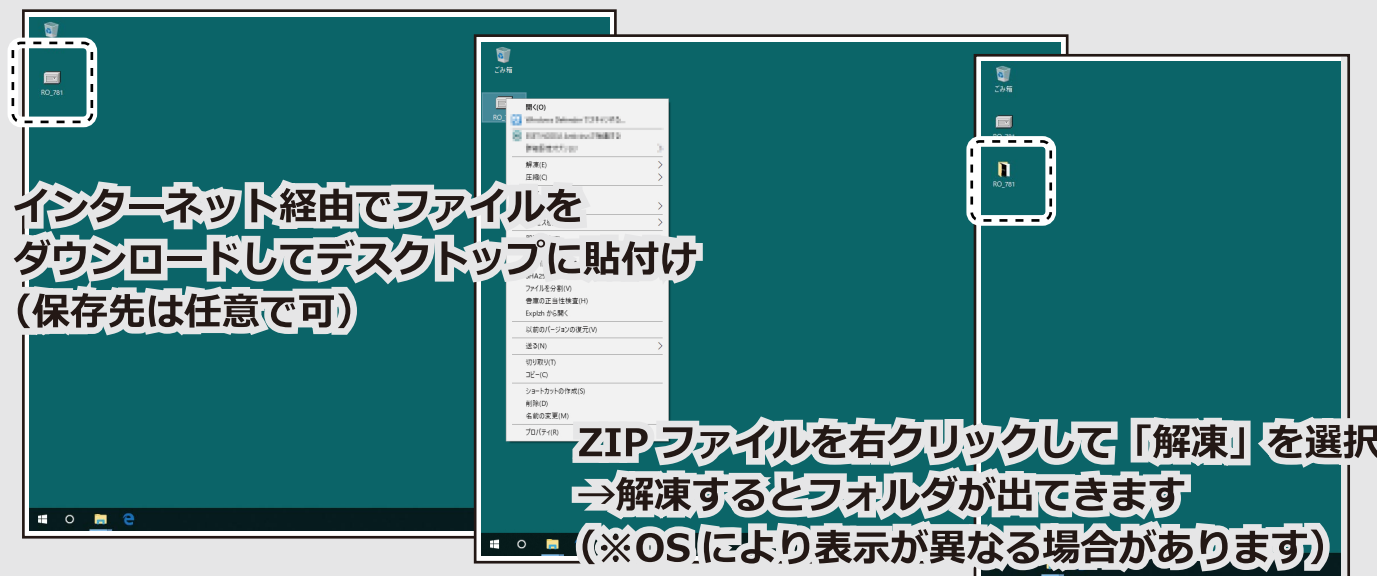 RO_781
インターネット経由でファイルを
ダウンロードしてデスクトップに貼付け
(保存先は任意で可)
ごみ箱
RO_
開く(O)
解凍(E)
圧縮(C)
ファイルを分割(V)
書庫の正当性検査(H)
Explzh から開く
以前のバージョンの復元(V)
送る(N)
切り取り(T)
コピー(C)
ショートカットの作成(S)
削除(D)
名前の変更(M)
プロパティ(R)
ごみ箱
RO_781
RO_781
ZIP ファイルを右クリックして「解凍」を選択
→解凍するとフォルダが出てきます
(※OS により表示が異なる場合があります)